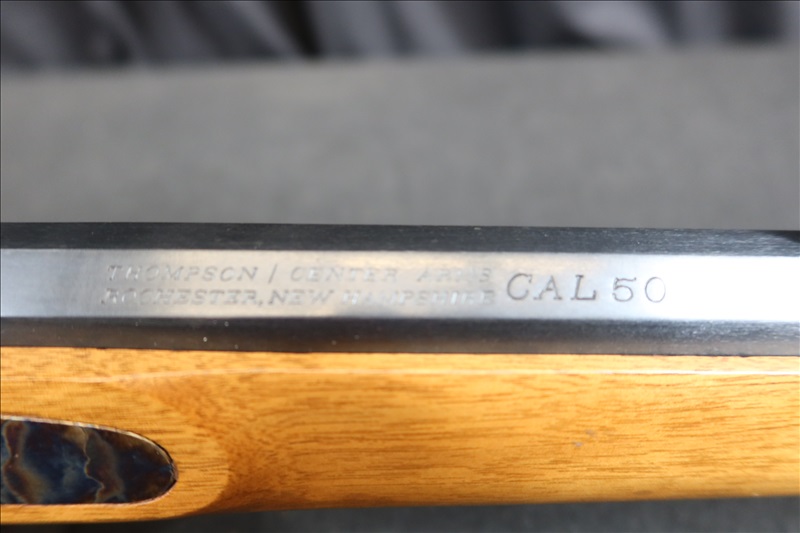 THOMPSON / CENTER ARMS
ROCHESTER, NEW HAMPSHIRE
CAL 50